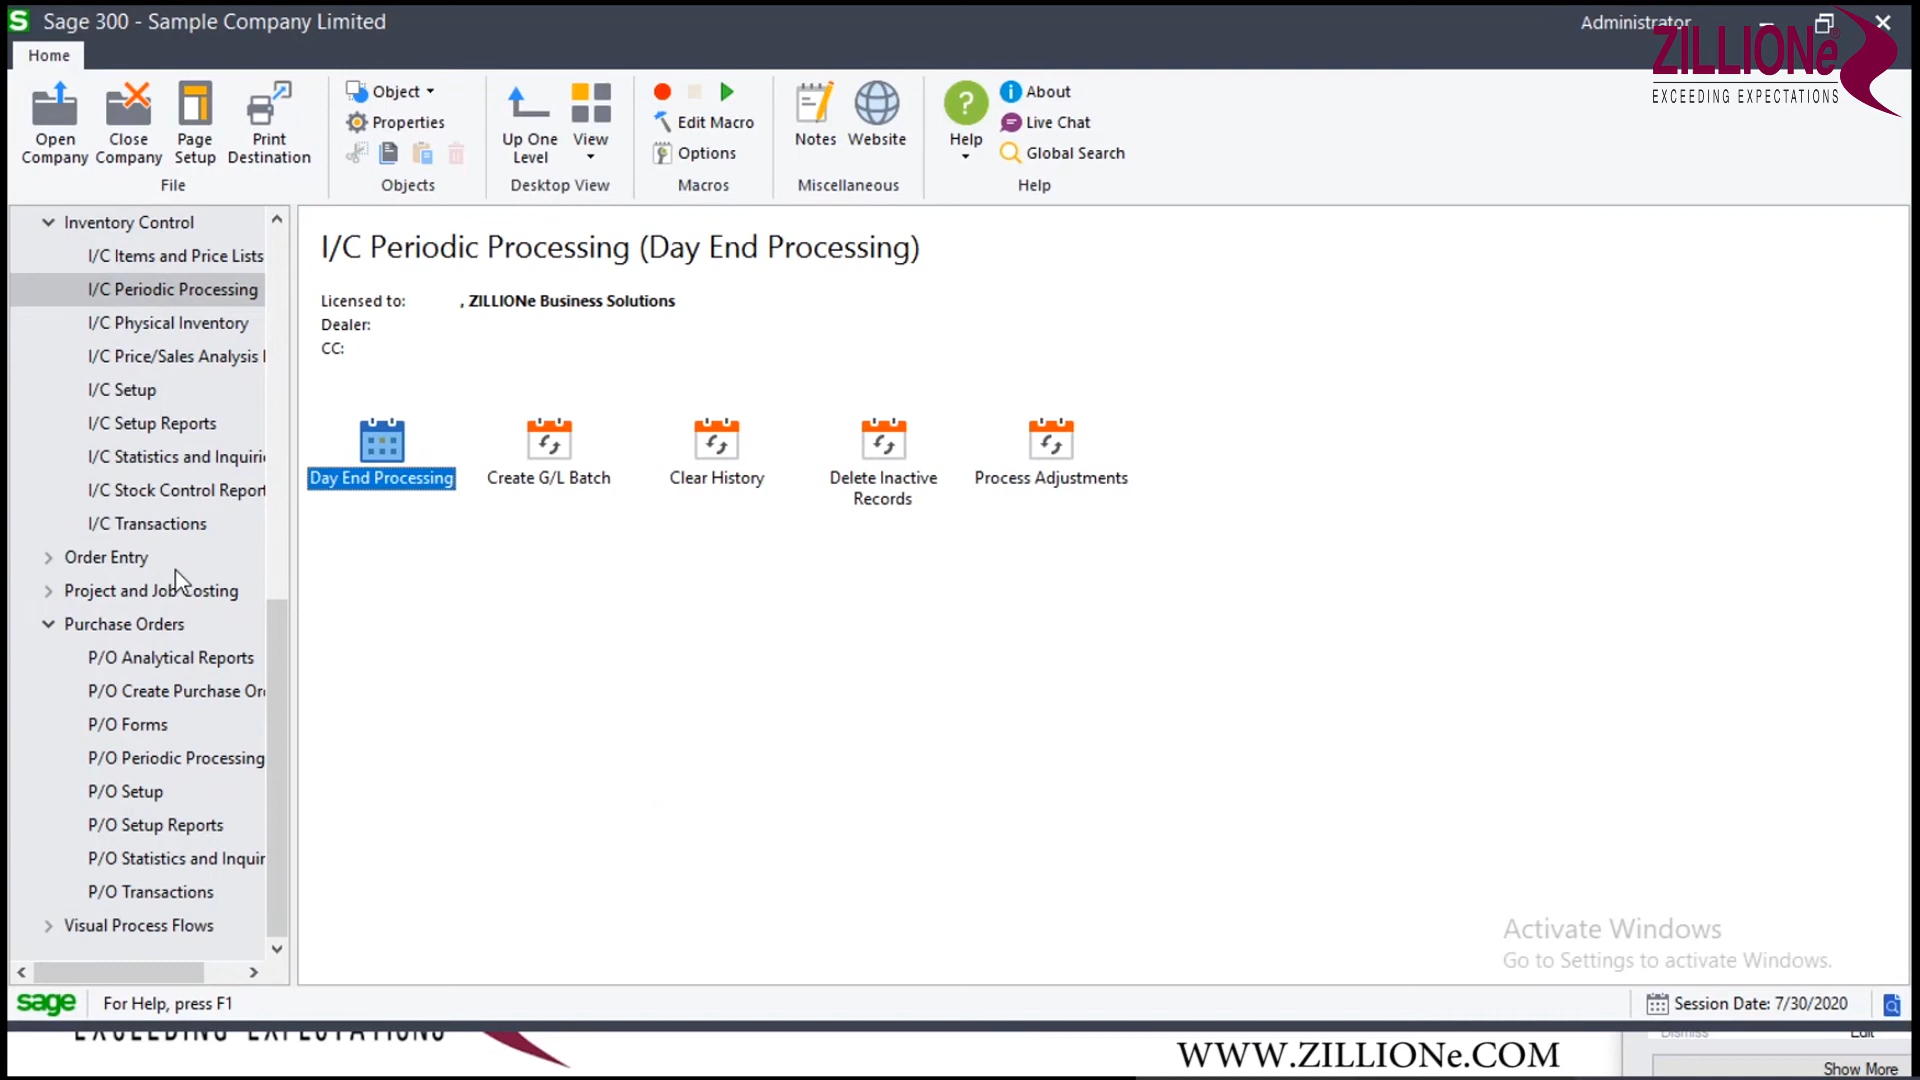 Sage 300 - Sample Company Limited
Administrator
ZILLIONe
EXCEEDING EXPECTATIONS
Home
Open Company
Close Company
Page Setup
Print Destination
File
Object
Properties
Objects
Up One Level
View
Desktop View
Edit Macro
Options
Macros
Notes
Website
Miscellaneous
Help
About
Live Chat
Global Search
Help
Inventory Control
I/C Items and Price Lists
I/C Periodic Processing
I/C Physical Inventory
I/C Price/Sales Analysis
I/C Setup
I/C Setup Reports
I/C Statistics and Inquiri
I/C Stock Control Report
I/C Transactions
Order Entry
Project and Job Costing
Purchase Orders
P/O Analytical Reports
P/O Create Purchase Or
P/O Forms
P/O Periodic Processing
P/O Setup
P/O Setup Reports
P/O Statistics and Inquir
P/O Transactions
Visual Process Flows
I/C Periodic Processing (Day End Processing)
Licensed to: , ZILLIONe Business Solutions
Dealer:
CC:
Day End Processing
Create G/L Batch
Clear History
Delete Inactive
Records
Process Adjustments
Activate Windows
Go to Settings to activate Windows.
sage
For Help, press F1
Session Date: 7/30/2020
EXCEEDING EXPECTATIONS
WWW.ZILLIONe.COM
Dismiss
Edit
Show More